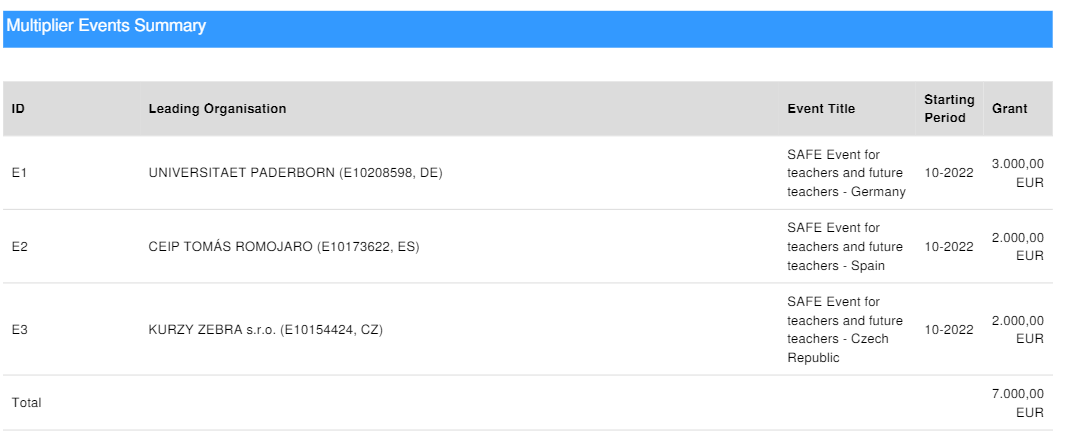 Multiplier Events Summary
ID Leading Organisation Event Title Starting Period Grant
E1 UNIVERSITAET PADERBORN (E10208598, DE) SAFE Event for teachers and future teachers - Germany 10-2022 3.000,00 EUR
E2 CEIP TOMÁS ROMOJARO (E10173622, ES) SAFE Event for teachers and future teachers - Spain 10-2022 2.000,00 EUR
E3 KURZY ZEBRA s.r.o. (E10154424, CZ) SAFE Event for teachers and future teachers - Czech Republic 10-2022 2.000,00 EUR
Total 7.000,00 EUR